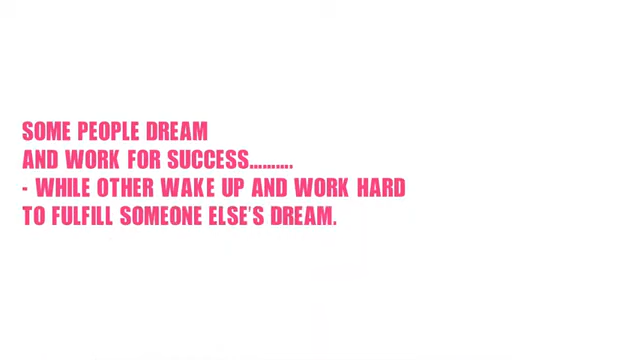 SOME PEOPLE DREAM
AND WORK FOR SUCCESS..........
- WHILE OTHER WAKE UP AND WORK HARD
TO FULFILL SOMEONE ELSE'S DREAM.